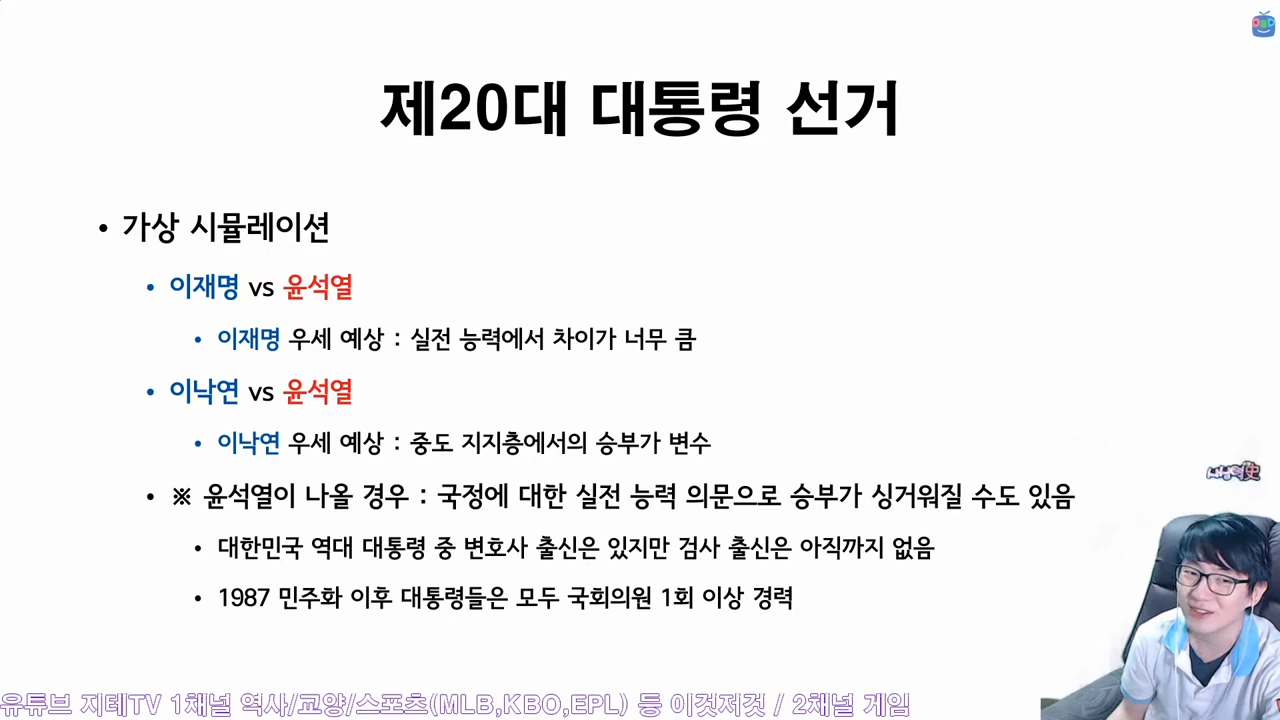 제20대 대통령 선거
• 가상 시뮬레이션
• 이재명 vs 윤석열
• 이재명 우세 예상 : 실전 능력에서 차이가 너무 큼
• 이낙연 vs 윤석열
• 이낙연 우세 예상 : 중도 지지층에서의 승부가 변수
• ※ 윤석열이 나올 경우 : 국정에 대한 실전 능력 의문으로 승부가 싱거워질 수도 있음
• 대한민국 역대 대통령 중 변호사 출신은 있지만 검사 출신은 아직까지 없음
• 1987 민주화 이후 대통령들은 모두 국회의원 1회 이상 경력
유튜브 지테TV 1채널 역사/교양/스포츠(MLB,KBO,EPL) 등 이것저것 / 2채널 게임